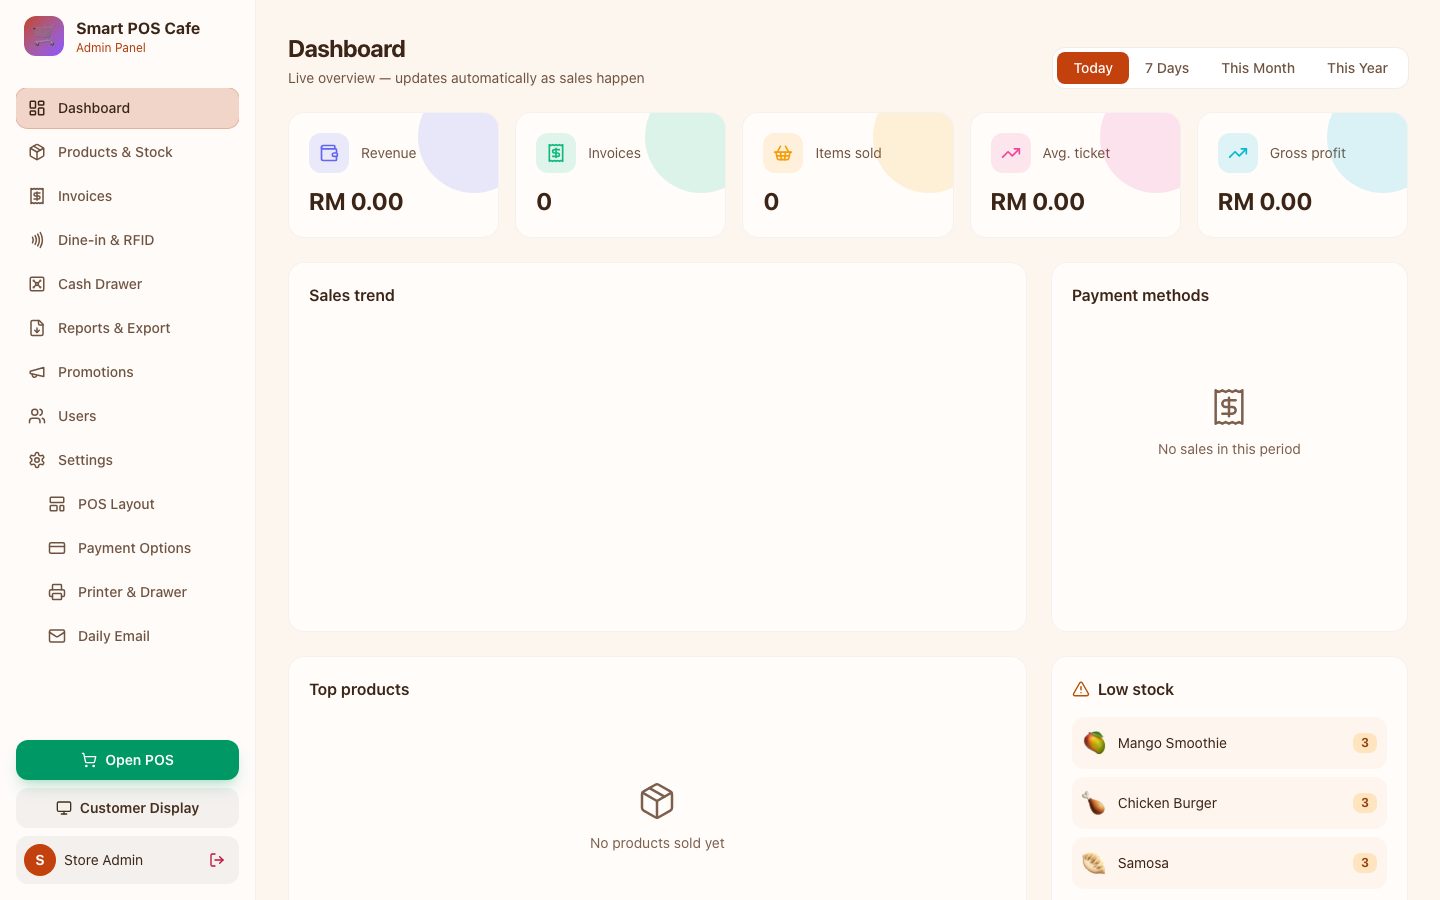 Smart POS Cafe
Admin Panel
Dashboard
Products & Stock
Invoices
Dine-in & RFID
Cash Drawer
Reports & Export
Promotions
Users
Settings
POS Layout
Payment Options
Printer & Drawer
Daily Email
Open POS
Customer Display
S Store Admin
Dashboard
Live overview — updates automatically as sales happen
Today 7 Days This Month This Year
Revenue
RM 0.00
Invoices
0
Items sold
0
Avg. ticket
RM 0.00
Gross profit
RM 0.00
Sales trend
Payment methods
No sales in this period
Top products
No products sold yet
Low stock
Mango Smoothie 3
Chicken Burger 3
Samosa 3